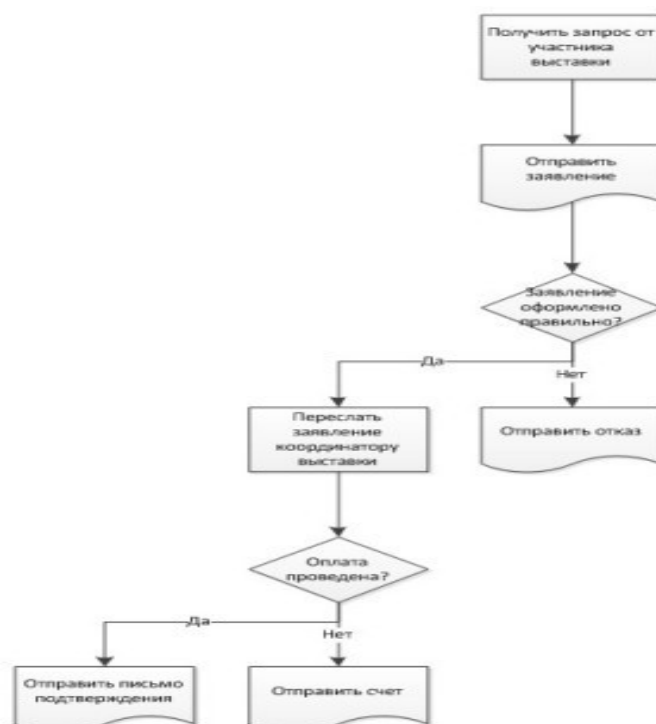 Получить запрос от
участника
выставки
Отправить
заявление
Заявление
оформлено
правильно?
Да
Нет
Переслать
заявление
координатору
выставки
Отправить отказ
Оплата
проведена?
Да
Нет
Отправить письмо
подтверждения
Отправить счет